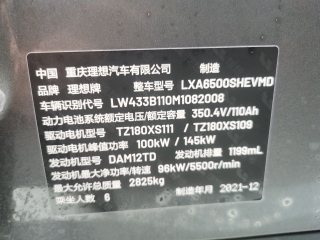 中国 重庆理想汽车有限公司 制造
品牌 理想牌 整车型号 LXA6500SHEVMD
车辆识别代号 LW433B110M1082008
动力电池系统额定电压/额定容量 350.4V/110Ah
驱动电机型号 TZ180XS111 / TZ180XS109
驱动电机峰值功率 100kW / 145kW
发动机型号 DAM12TD 发动机排量 1199mL
发动机最大净功率/转速 96kW/5500r/min
最大允许总质量 2825kg
乘坐人数 6 制造年月 2021-12